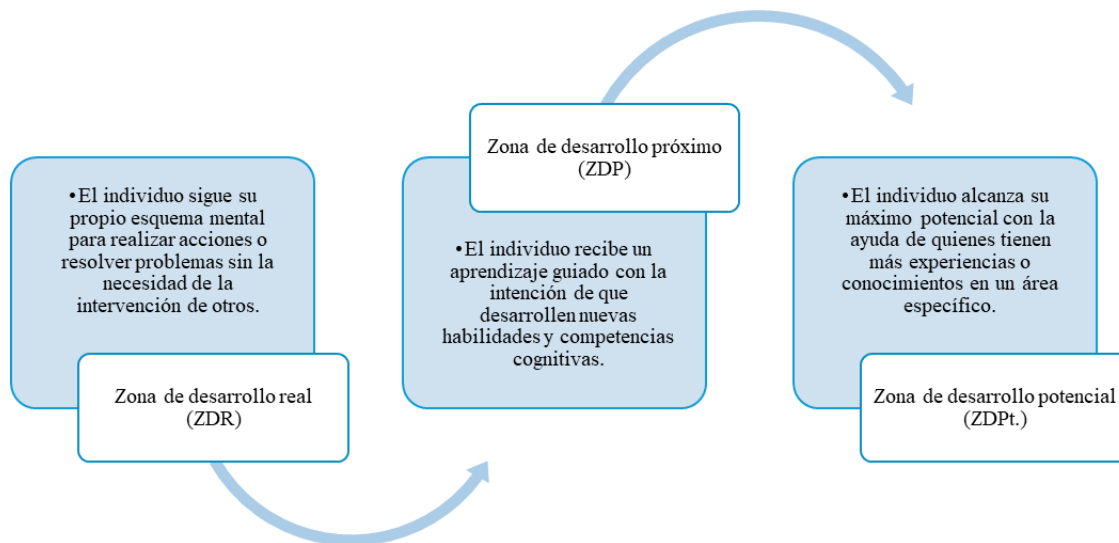 •El individuo sigue su
propio esquema mental
para realizar acciones o
resolver problemas sin la
necesidad de la
intervención de otros.
Zona de desarrollo real
(ZDR)
Zona de desarrollo próximo
(ZDP)
•El individuo recibe un
aprendizaje guiado con la
intención de que
desarrollen nuevas
habilidades y competencias
cognitivas.
•El individuo alcanza su
máximo potencial con la
ayuda de quienes tienen
más experiencias o
conocimientos en un área
específico.
Zona de desarrollo potencial
(ZDPt.)